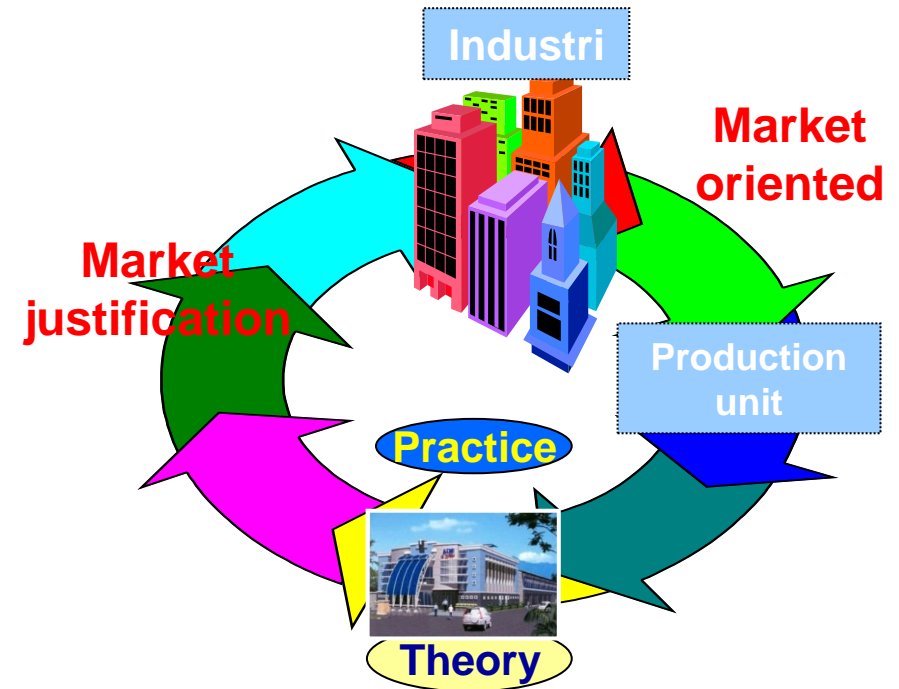 Industri
Market
oriented
Market
justification
Production
unit
Practice
Theory